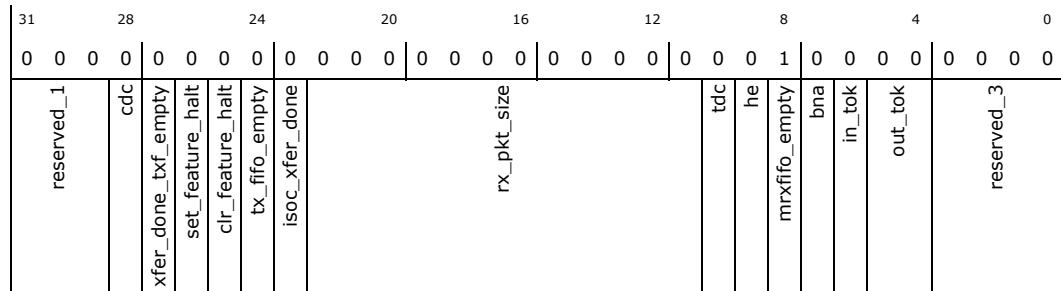 31 28 24 20 16 12 8 4 0
0 0 0 0 0 0 0 0 0 0 0 0 0 0 0 0 0 0 0 0 0 0 0 1 0 0 0 0 0 0 0 0
reserved_1
cdc
xfer_done_txf_empty
set_feature_halt
clr_feature_halt
tx_fifo_empty
isoc_xfer_done
rx_pkt_size
tdc
he
mrxfifo_empty
bna
in_tok
out_tok
reserved_3